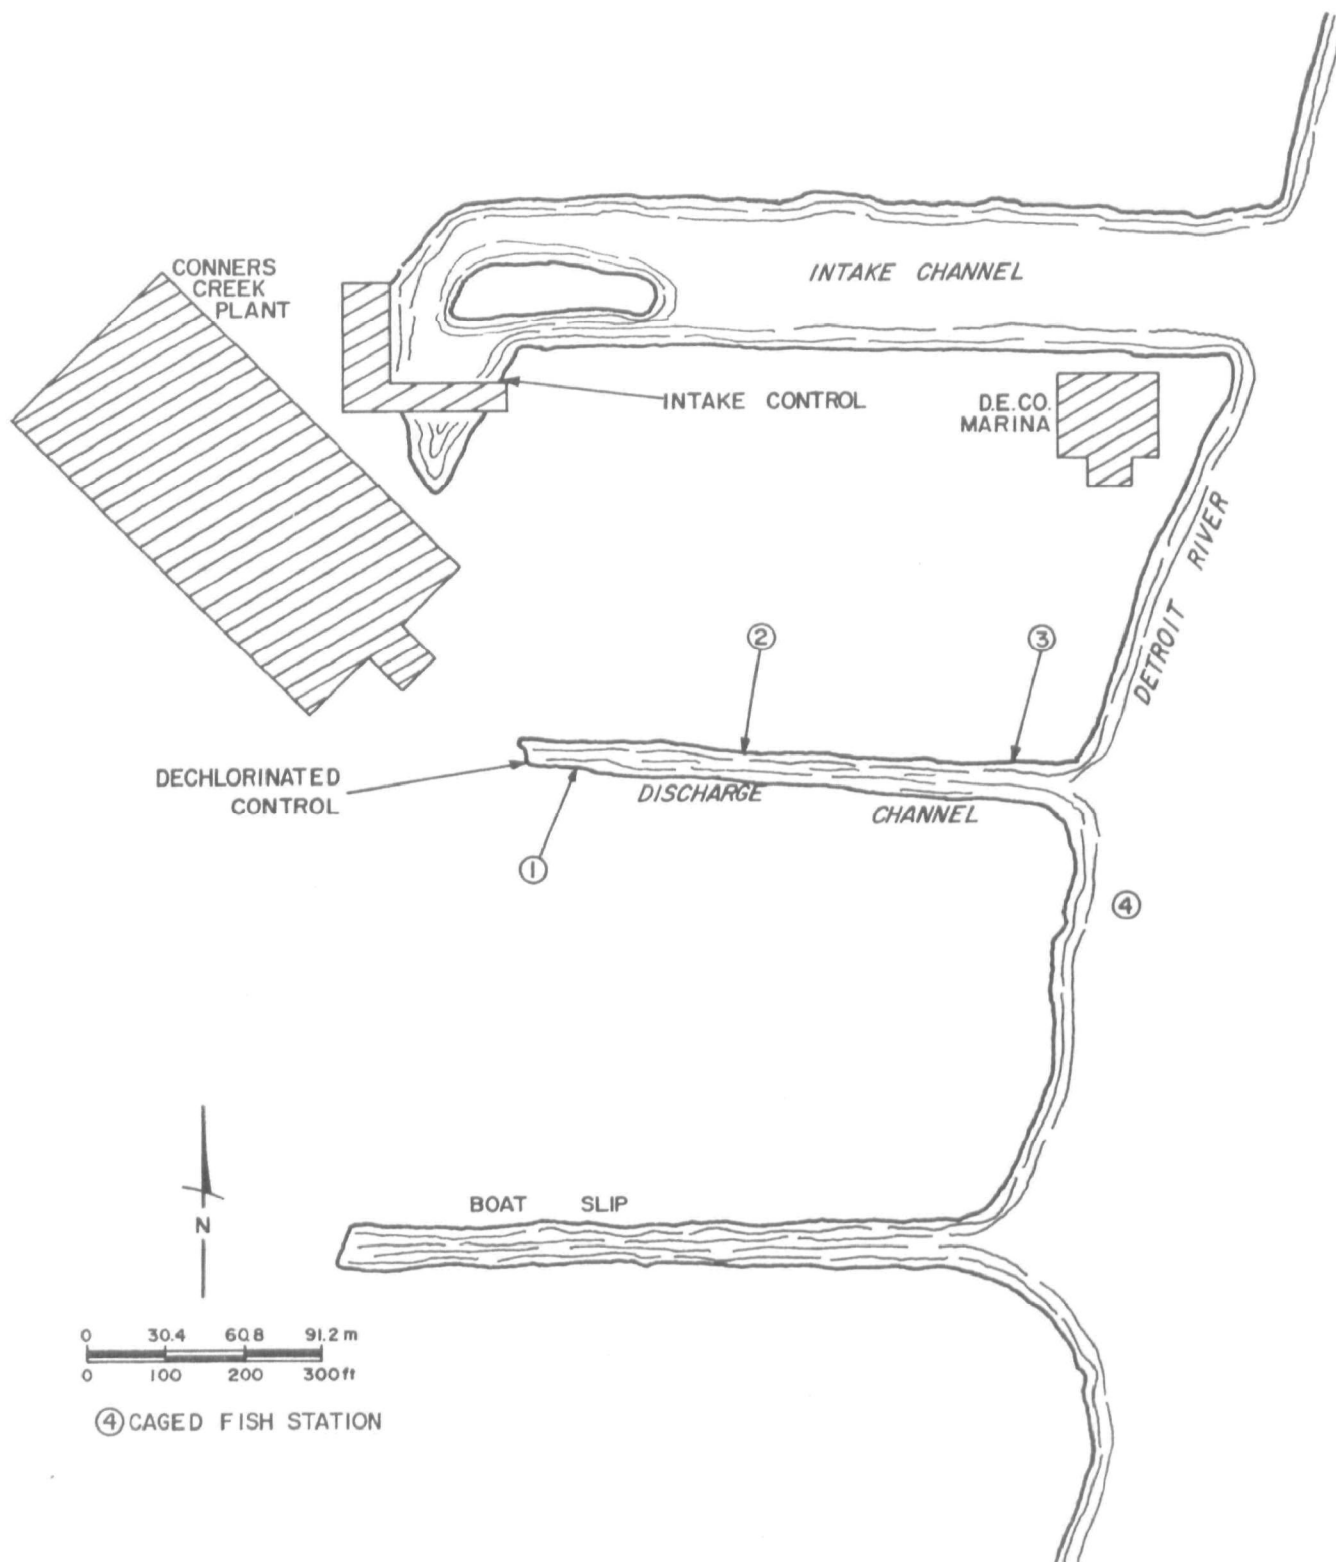 CONNERS
CREEK
PLANT
INTAKE CHANNEL
INTAKE CONTROL
D.E.CO.
MARINA
DETROIT RIVER
2
3
DECHLORINATED
CONTROL
DISCHARGE CHANNEL
1
4
N
BOAT SLIP
0 30.4 60.8 91.2 m
0 100 200 300 ft
4 CAGED FISH STATION